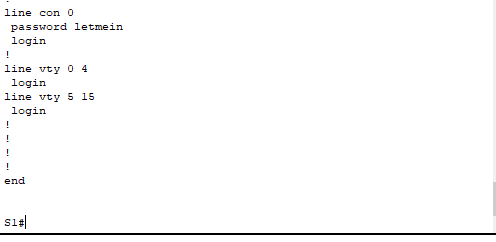 !
line con 0
 password letmein
 login
!
line vty 0 4
 login
line vty 5 15
 login
!
!
!
!
end
S1#